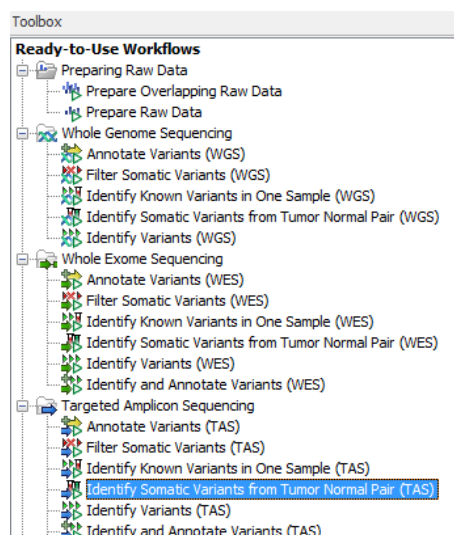 Toolbox
Ready-to-Use Workflows
Preparing Raw Data
Prepare Overlapping Raw Data
Prepare Raw Data
Whole Genome Sequencing
Annotate Variants (WGS)
Filter Somatic Variants (WGS)
Identify Known Variants in One Sample (WGS)
Identify Somatic Variants from Tumor Normal Pair (WGS)
Identify Variants (WGS)
Whole Exome Sequencing
Annotate Variants (WES)
Filter Somatic Variants (WES)
Identify Known Variants in One Sample (WES)
Identify Somatic Variants from Tumor Normal Pair (WES)
Identify Variants (WES)
Identify and Annotate Variants (WES)
Targeted Amplicon Sequencing
Annotate Variants (TAS)
Filter Somatic Variants (TAS)
Identify Known Variants in One Sample (TAS)
Identify Somatic Variants from Tumor Normal Pair (TAS)
Identify Variants (TAS)
Identify and Annotate Variants (TAS)